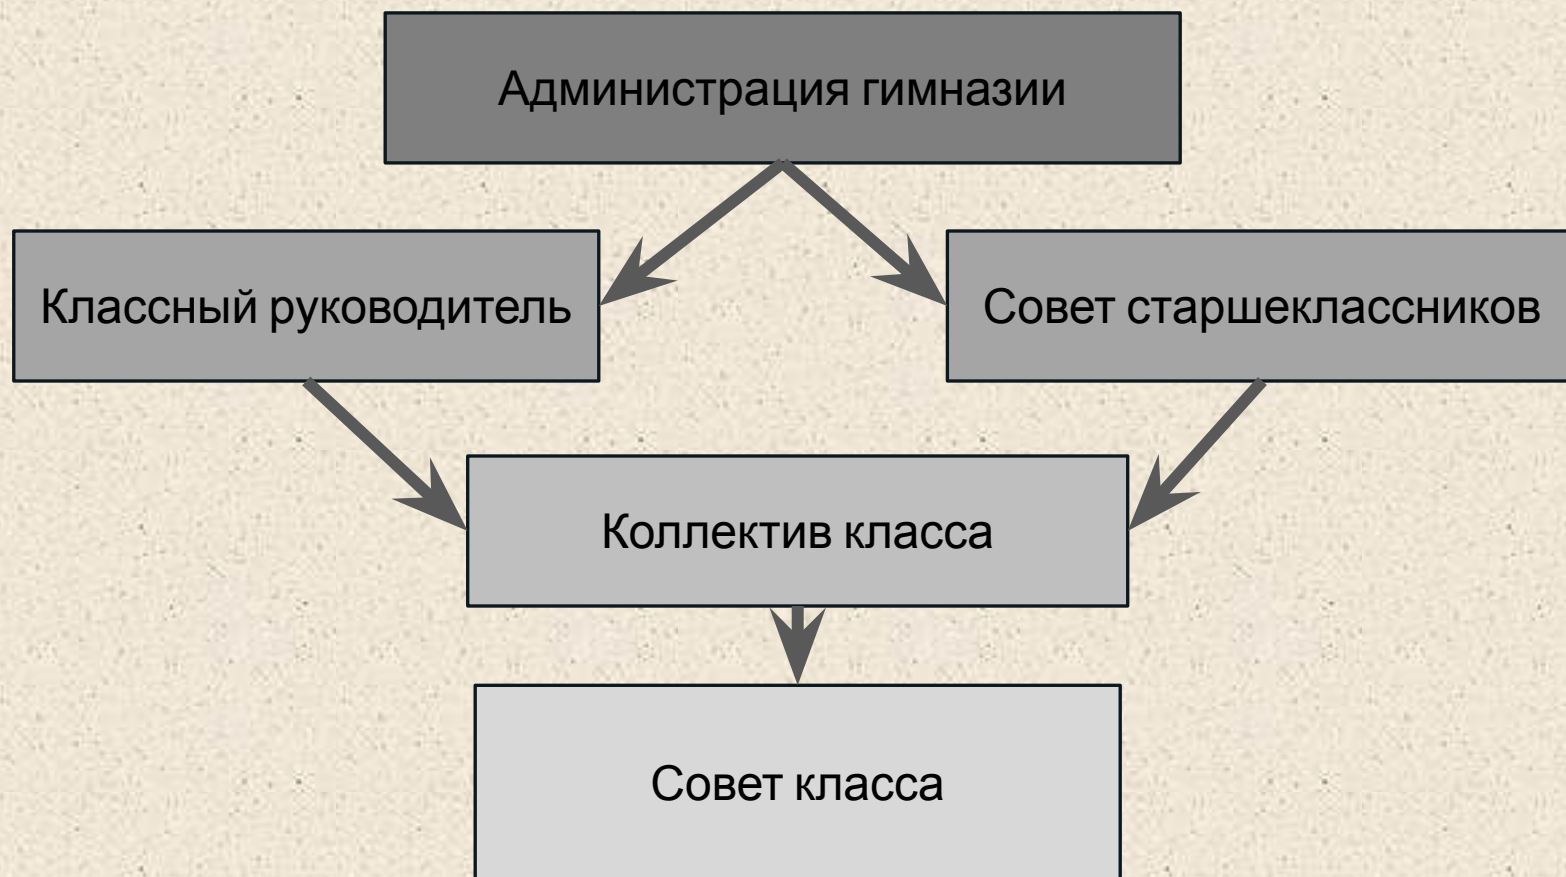 Администрация гимназии
Классный руководитель
Совет старшеклассников
Коллектив класса
Совет класса